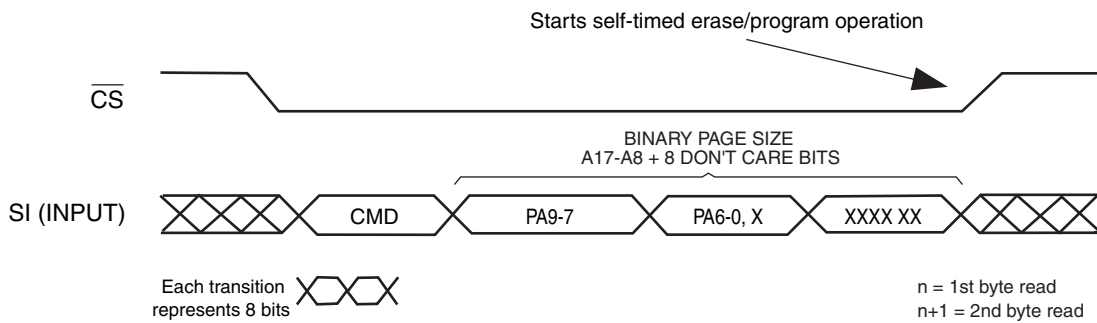 Starts self-timed erase/program operation
CS
BINARY PAGE SIZE
A17-A8 + 8 DON'T CARE BITS
SI (INPUT)
CMD
PA9-7
PA6-0, X
XXXX XX
Each transition
represents 8 bits
n = 1st byte read
n+1 = 2nd byte read